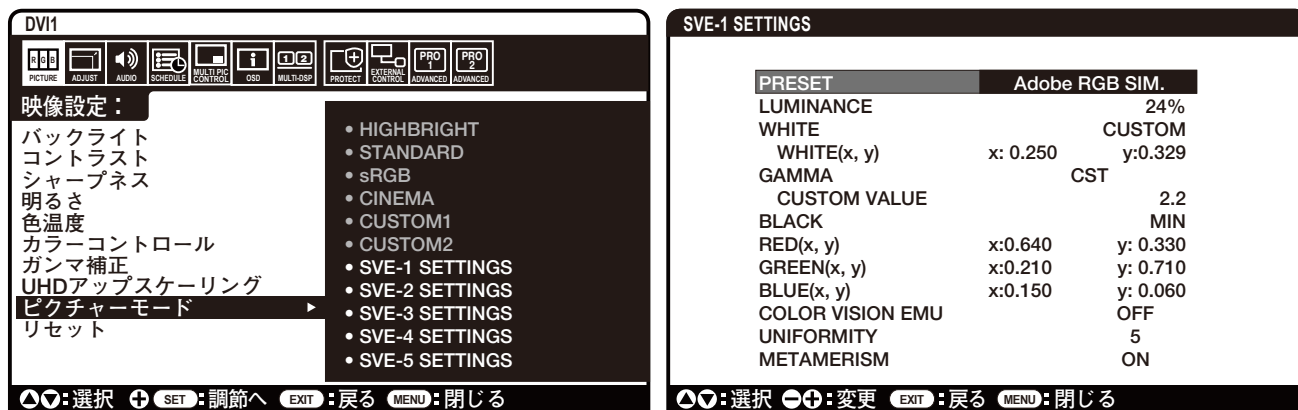 DVI1
R G B
PICTURE ADJUST AUDIO SCHEDULE MULTI PIC CONTROL OSD MULTI-DSP PROTECT EXTERNAL CONTROL PRO 1 ADVANCED PRO 2 ADVANCED
映像設定:
バックライト
コントラスト
シャープネス
明るさ
色温度
カラーコントロール
ガンマ補正
UHDアップスケーリング
ピクチャーモード
リセット
• HIGHBRIGHT
• STANDARD
• sRGB
• CINEMA
• CUSTOM1
• CUSTOM2
• SVE-1 SETTINGS
• SVE-2 SETTINGS
• SVE-3 SETTINGS
• SVE-4 SETTINGS
• SVE-5 SETTINGS
:選択 SET:調節へ EXIT:戻る MENU:閉じる
SVE-1 SETTINGS
PRESET Adobe RGB SIM.
LUMINANCE 24%
WHITE CUSTOM
WHITE(x, y) x: 0.250 y:0.329
GAMMA CST
CUSTOM VALUE 2.2
BLACK MIN
RED(x, y) x:0.640 y: 0.330
GREEN(x, y) x:0.210 y: 0.710
BLUE(x, y) x:0.150 y: 0.060
COLOR VISION EMU OFF
UNIFORMITY 5
METAMERISM ON
:選択 :変更 EXIT:戻る MENU:閉じる